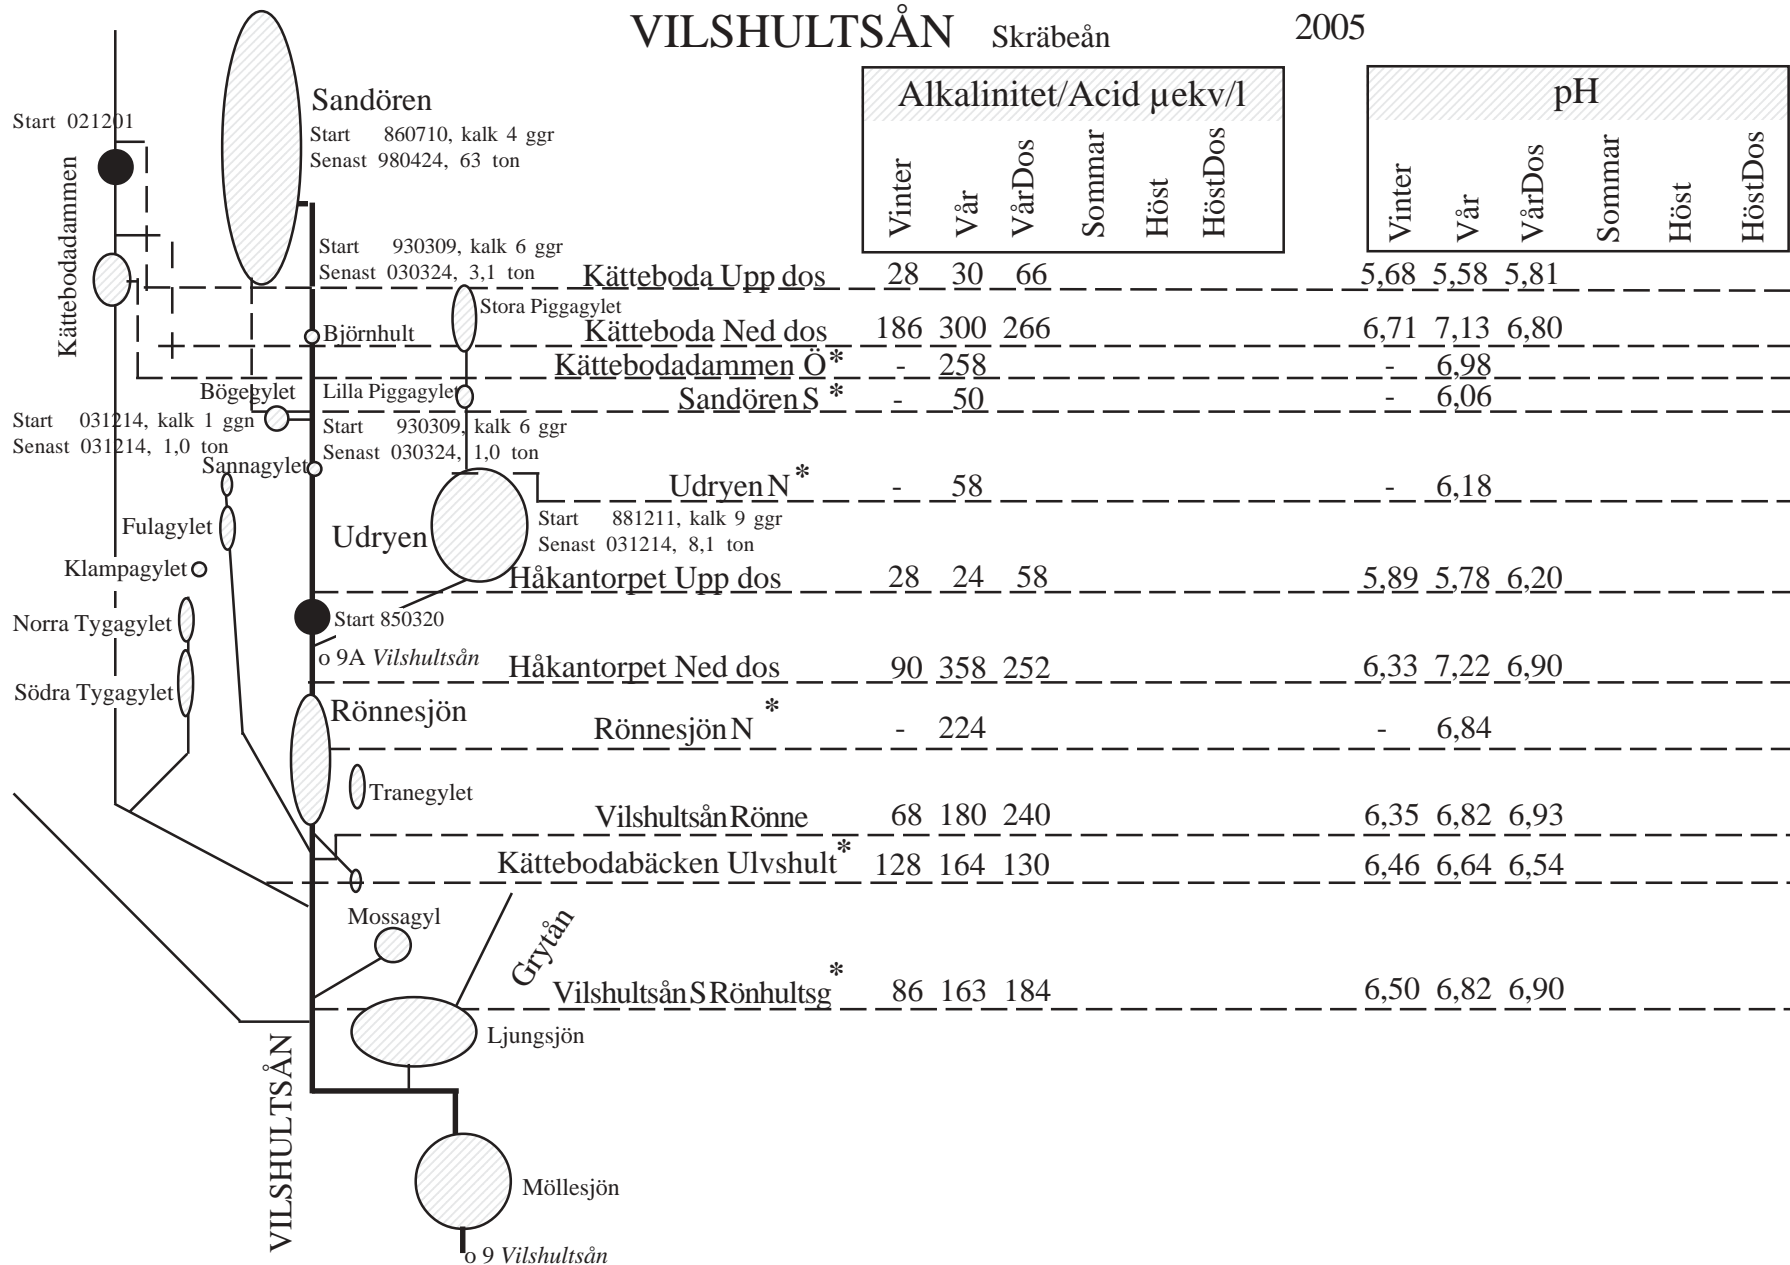 VILSHULTSÅN Skräbeån 2005
Alkalinitet/Acid µekv/l
pH
Vinter Vår VårDos Sommar Höst HöstDos
Vinter Vår VårDos Sommar Höst HöstDos
Sandören
Start 860710, kalk 4 ggr
Senast 980424, 63 ton
Start 021201
Kättebodadammen
Start 930309, kalk 6 ggr
Senast 030324, 3,1 ton
Kätteboda Upp dos 28 30 66 5,68 5,58 5,81
Stora Piggagylet
Björnhult
Kätteboda Ned dos 186 300 266 6,71 7,13 6,80
Kättebodadammen Ö* - 258 - 6,98
Bögegylet
Lilla Piggagylet
Sandören S * - 50 - 6,06
Start 031214, kalk 1 ggn
Senast 031214, 1,0 ton
Start 930309, kalk 6 ggr
Senast 030324, 1,0 ton
Sannagylet
Udryen N * - 58 - 6,18
Fulagylet
Udryen
Start 881211, kalk 9 ggr
Senast 031214, 8,1 ton
Klampagylet
Håkantorpet Upp dos 28 24 58 5,89 5,78 6,20
Norra Tygagylet
Start 850320
o 9A Vilshultsån
Håkantorpet Ned dos 90 358 252 6,33 7,22 6,90
Södra Tygagylet
Rönnesjön
Rönnesjön N * - 224 - 6,84
Tranegylet
Vilshultsån Rönne 68 180 240 6,35 6,82 6,93
Kättebodabäcken Ulvshult* 128 164 130 6,46 6,64 6,54
Mossagyl
Grytån
Vilshultsån S Rönhultsg* 86 163 184 6,50 6,82 6,90
Ljungsjön
VILSHULTSÅN
Möllesjön
o 9 Vilshultsån